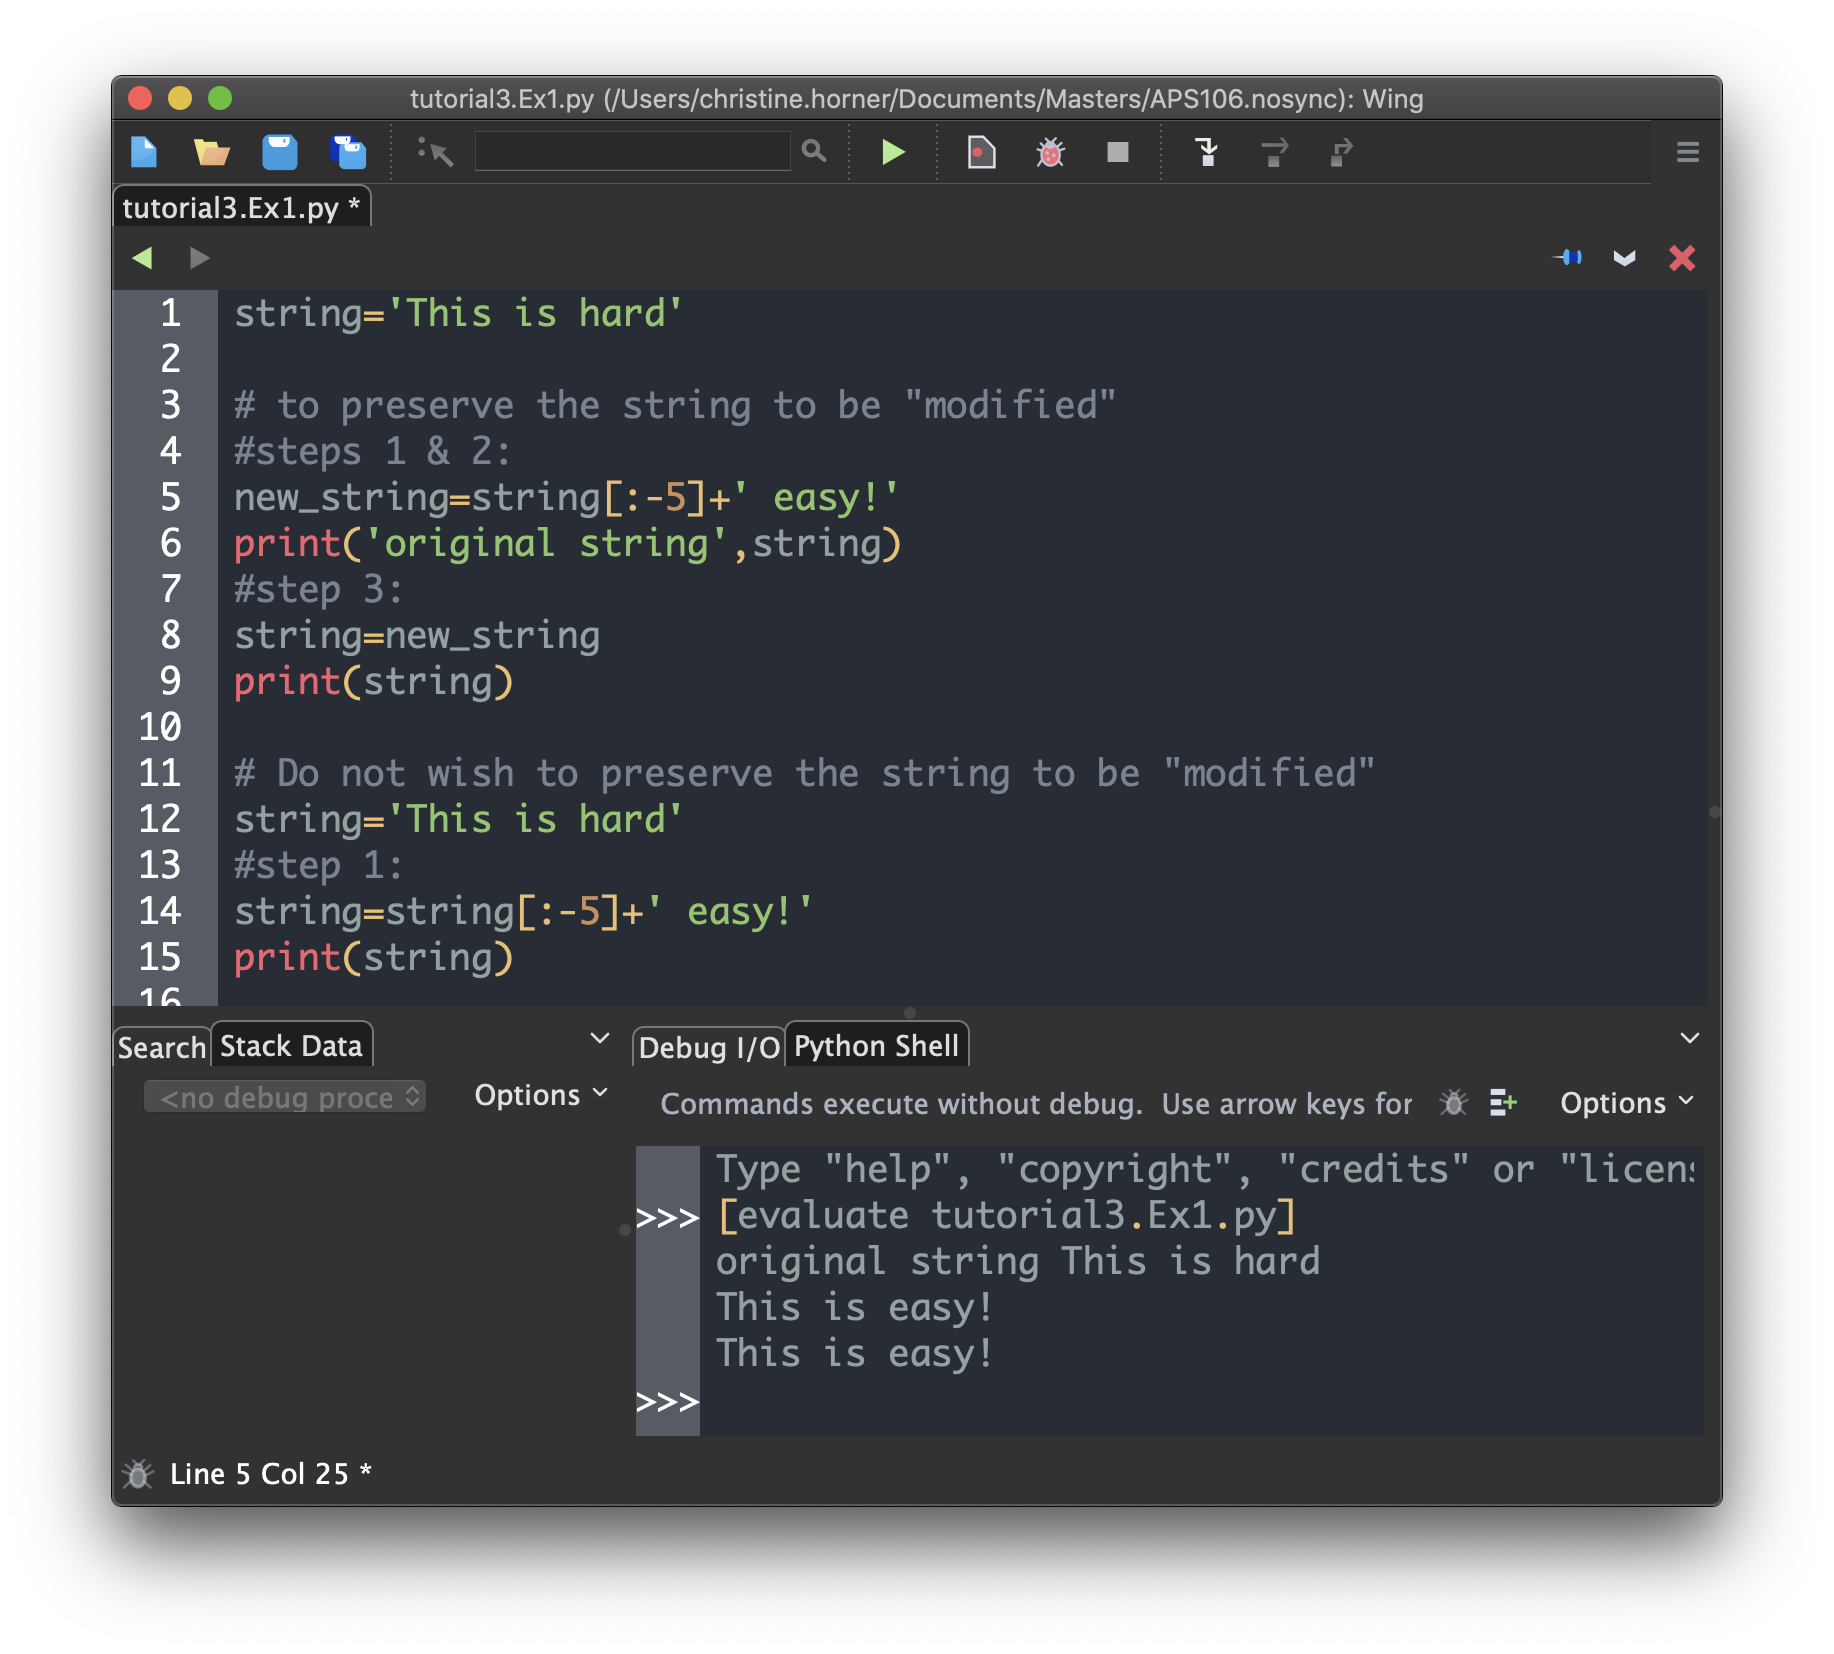 tutorial3.Ex1.py (/Users/christine.horner/Documents/Masters/APS106.nosync): Wing
tutorial3.Ex1.py *
1 string='This is hard'
2
3 # to preserve the string to be "modified"
4 #steps 1 & 2:
5 new_string=string[:-5]+' easy!'
6 print('original string',string)
7 #step 3:
8 string=new_string
9 print(string)
10
11 # Do not wish to preserve the string to be "modified"
12 string='This is hard'
13 #step 1:
14 string=string[:-5]+' easy!'
15 print(string)
16
Search Stack Data
Debug I/O Python Shell
<no debug proce Options
Commands execute without debug. Use arrow keys for Options
Type "help", "copyright", "credits" or "licens
>>> [evaluate tutorial3.Ex1.py]
original string This is hard
This is easy!
This is easy!
>>>
Line 5 Col 25 *